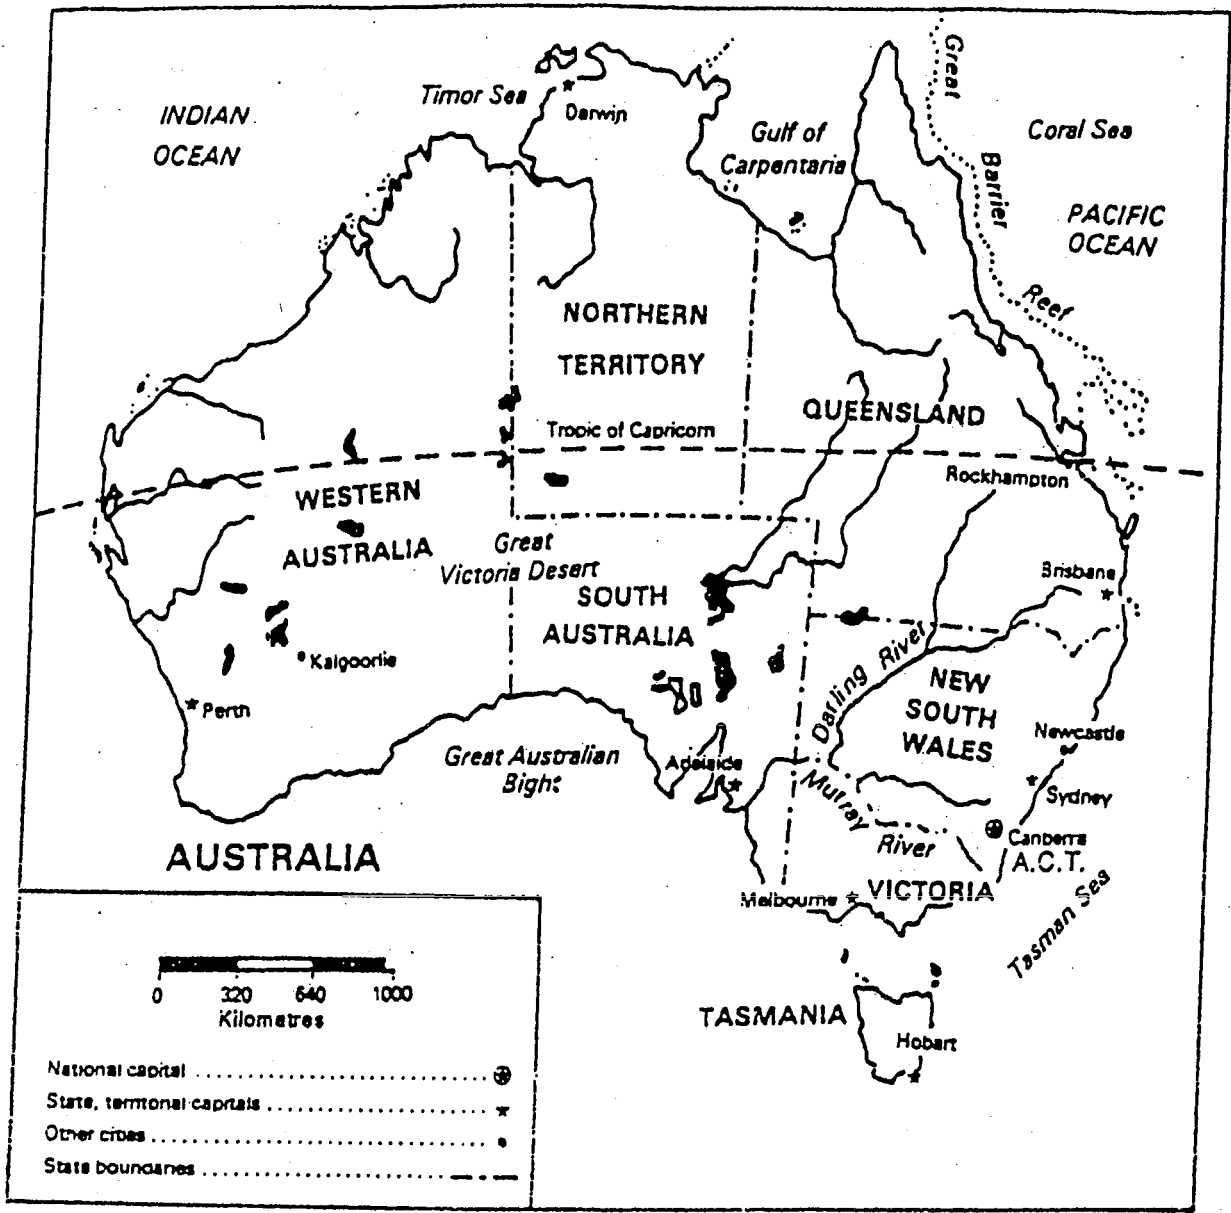 INDIAN
OCEAN
Timor Sea
Darwin
Gulf of
Carpentaria
Great
Barrier
Reef
Coral Sea
PACIFIC
OCEAN
NORTHERN
TERRITORY
QUEENSLAND
Tropic of Capricorn
Rockhampton
WESTERN
AUSTRALIA
Great
Victoria Desert
SOUTH
AUSTRALIA
Brisbane
Kalgoorlie
Perth
Darling River
NEW
SOUTH
WALES
Newcastle
Great Australian
Bight
Adelaide
Sydney
Murray
River
Canberra
A.C.T.
AUSTRALIA
Melbourne
VICTORIA
Tasman Sea
TASMANIA
Hobart
0 320 640 1000
Kilometres
National capital
State, territorial capitals
Other cities
State boundaries